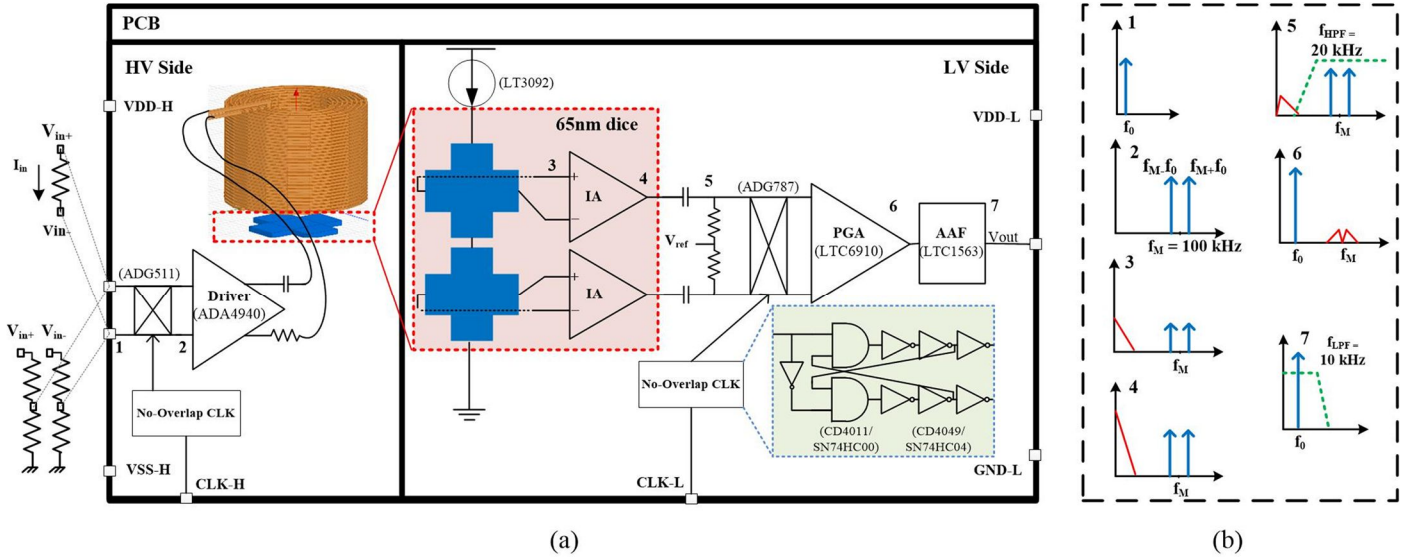 PCB
HV Side
LV Side
VDD-H
(LT3092)
65nm dice
VDD-L
Vin+
Iin
Vin-
3
4
IA
5
(ADG787)
6
7
Vref
PGA
(LTC6910)
AAF
(LTC1563)
Vout
(ADG511)
Driver
(ADA4940)
IA
Vin+
Vin-
1
2
No-Overlap CLK
No-Overlap CLK
(CD4011/
SN74HC00)
(CD4049/
SN74HC04)
VSS-H
CLK-H
CLK-L
GND-L
(a)
1
f0
5
fHPF =
20 kHz
fM
2
fM-f0
fM+f0
fM = 100 kHz
6
f0
fM
3
fM
7
fLPF =
10 kHz
f0
4
fM
(b)